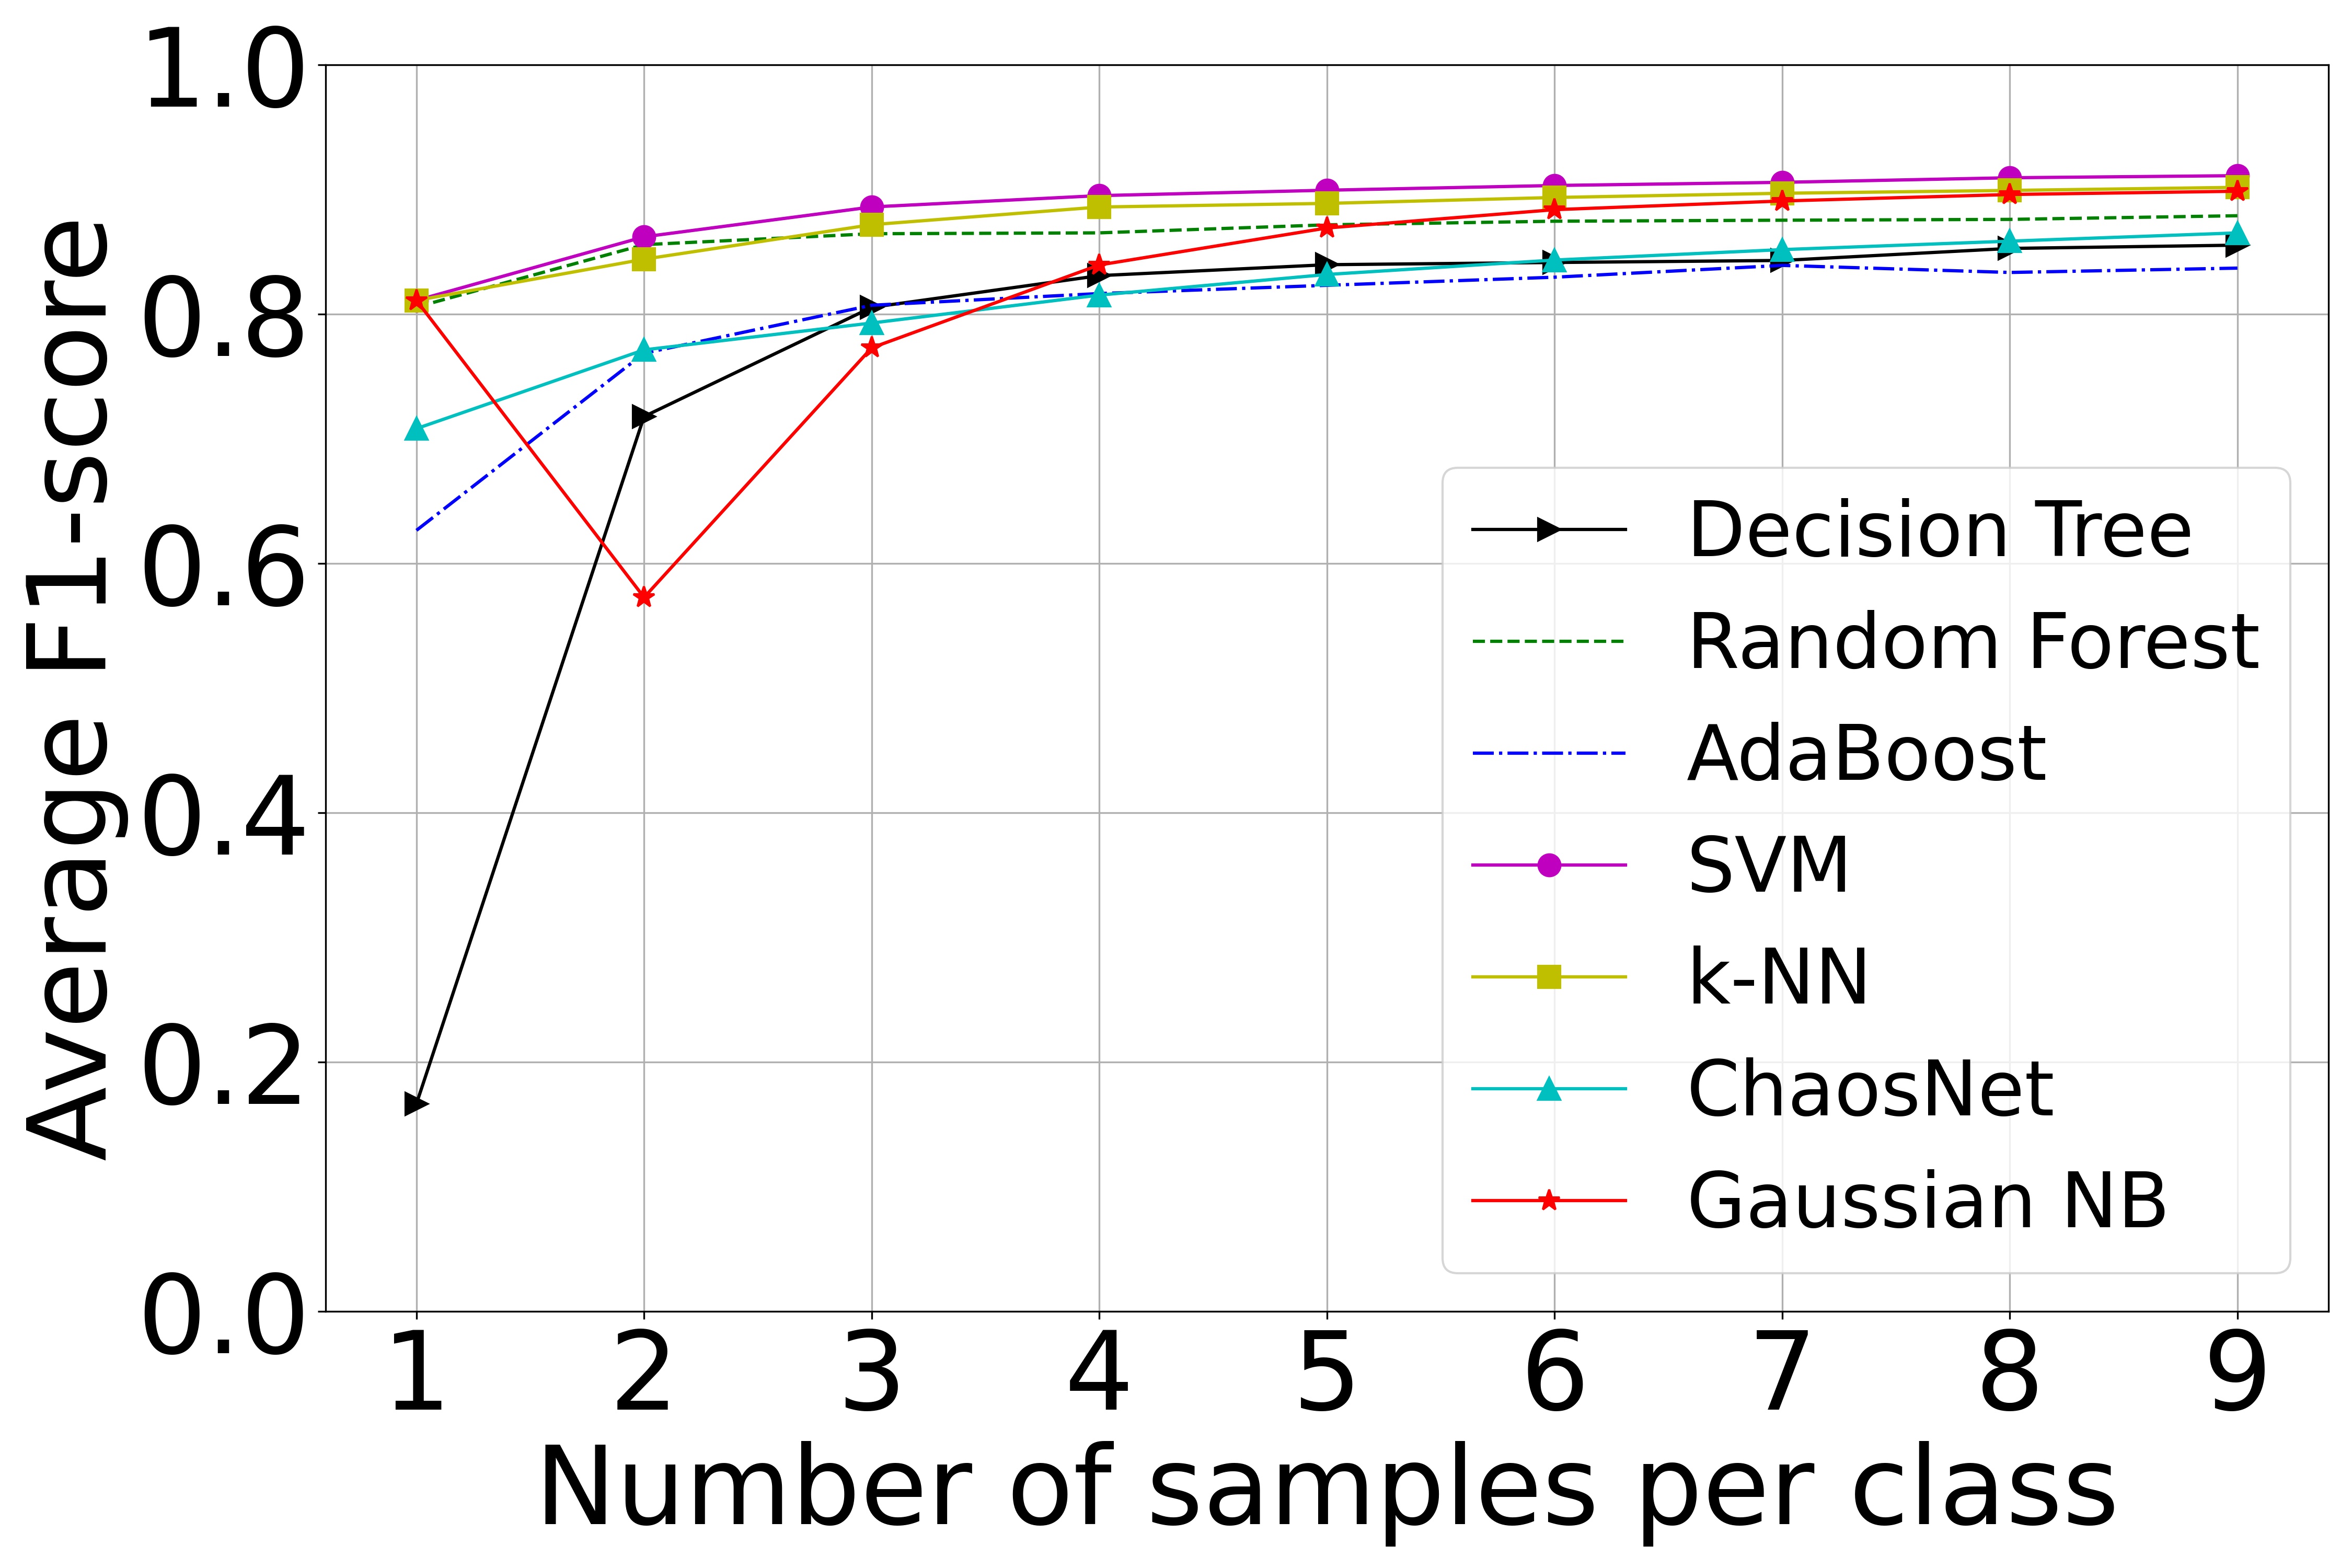 1.0
0.8
0.6
0.4
0.2
0.0
Average F1-score
Decision Tree
Random Forest
AdaBoost
SVM
k-NN
ChaosNet
Gaussian NB
1 2 3 4 5 6 7 8 9
Number of samples per class